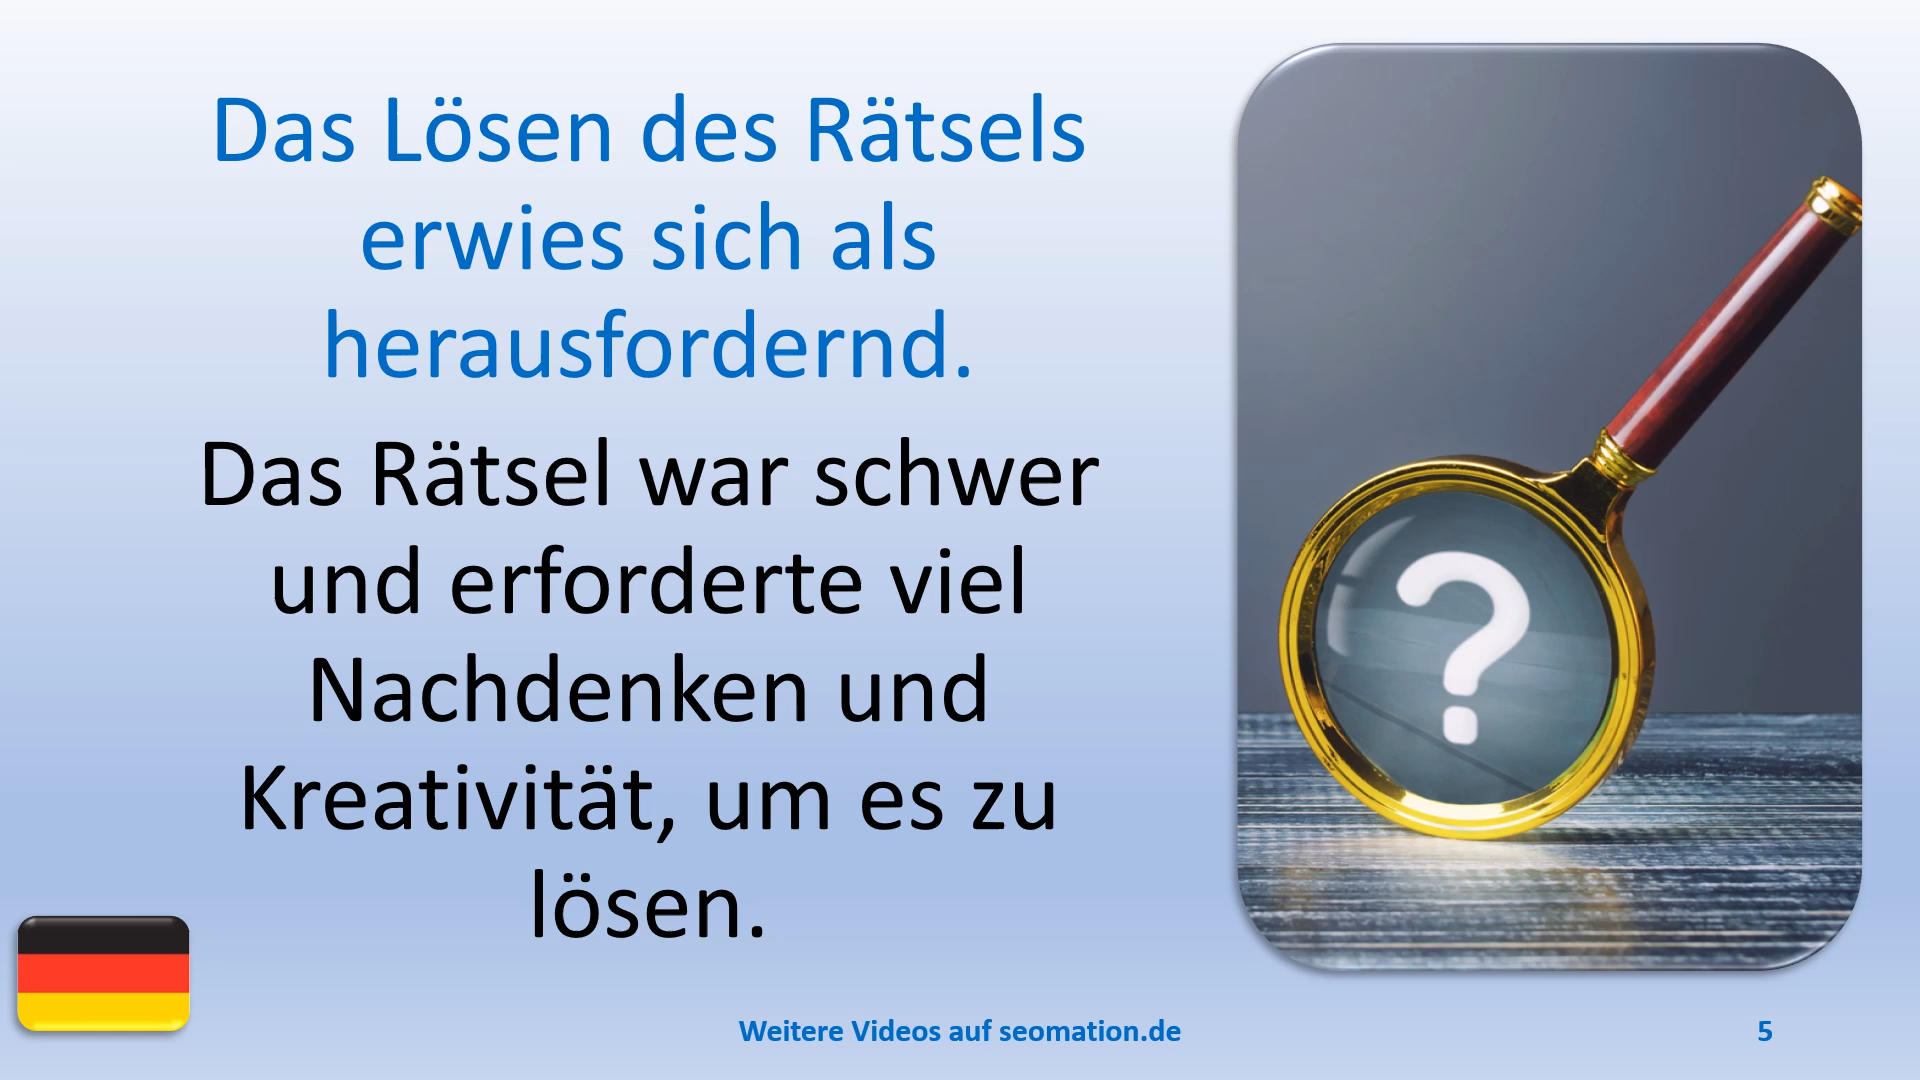 Das Lösen des Rätsels
erwies sich als
herausfordernd.
Das Rätsel war schwer
und erforderte viel
Nachdenken und
Kreativität, um es zu
lösen.
?
Weitere Videos auf seomation.de
5